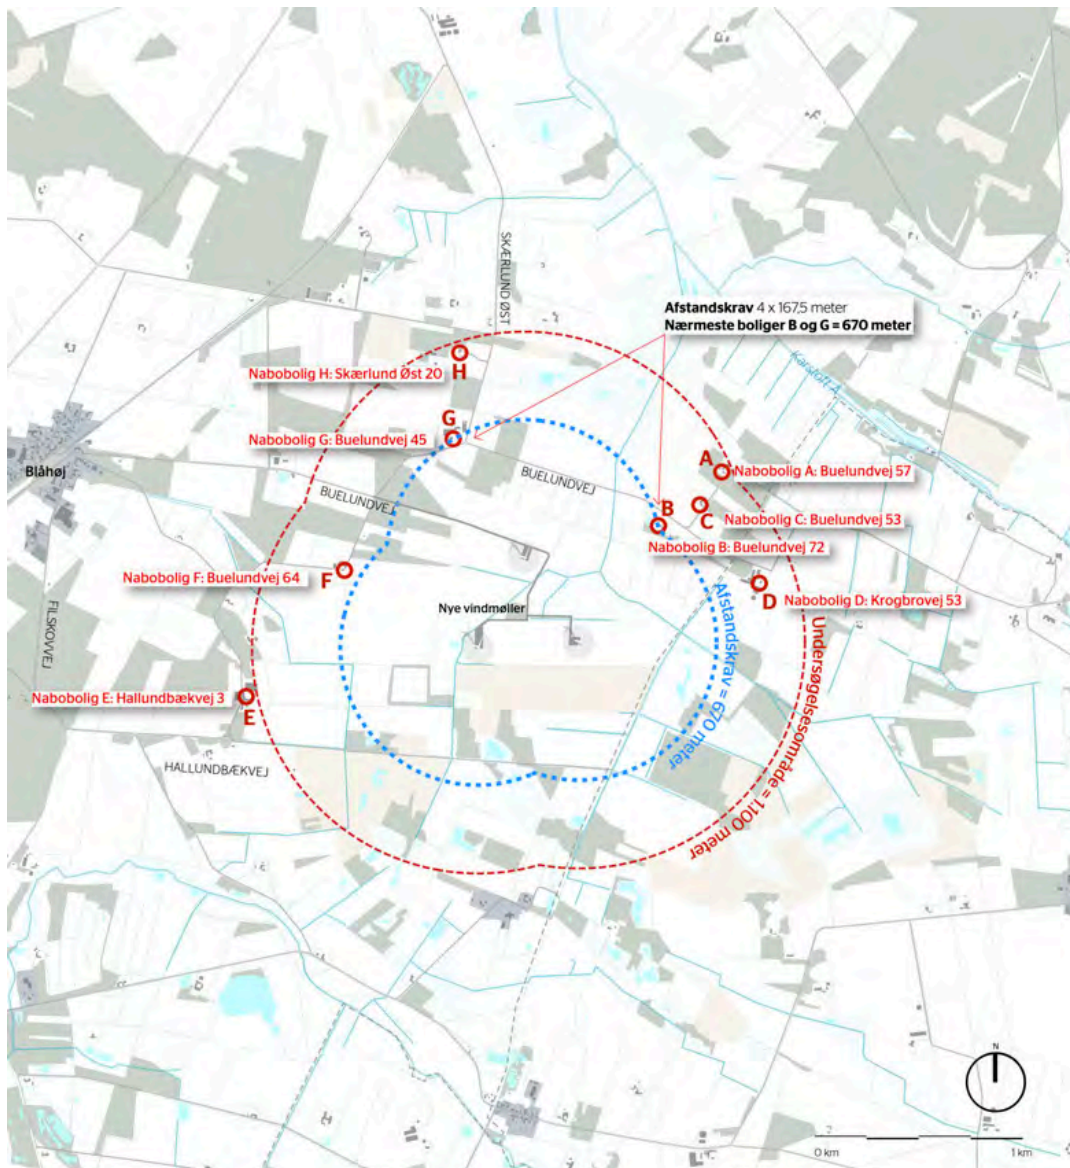 SKÆRLUND ØST
Afstandskrav 4 x 167,5 meter
Nærmeste boliger B og G = 670 meter
Karstoft Å
Nabobolig H: Skærlund Øst 20
H
G
Nabobolig G: Buelundvej 45
Blåhøj
BUELUNDVEJ
A
Nabobolig A: Buelundvej 57
BUELUNDVEJ
B
C
Nabobolig C: Buelundvej 53
Nabobolig B: Buelundvej 72
Nabobolig F: Buelundvej 64
F
D
Nabobolig D: Krogbrovej 53
Nye vindmøller
FILSKOVVEJ
Afstandskrav = 670 meter
Undersøgelsesområde = 1.100 meter
Nabobolig E: Hallundbækvej 3
E
HALLUNDBÆKVEJ
N
0 km
1 km